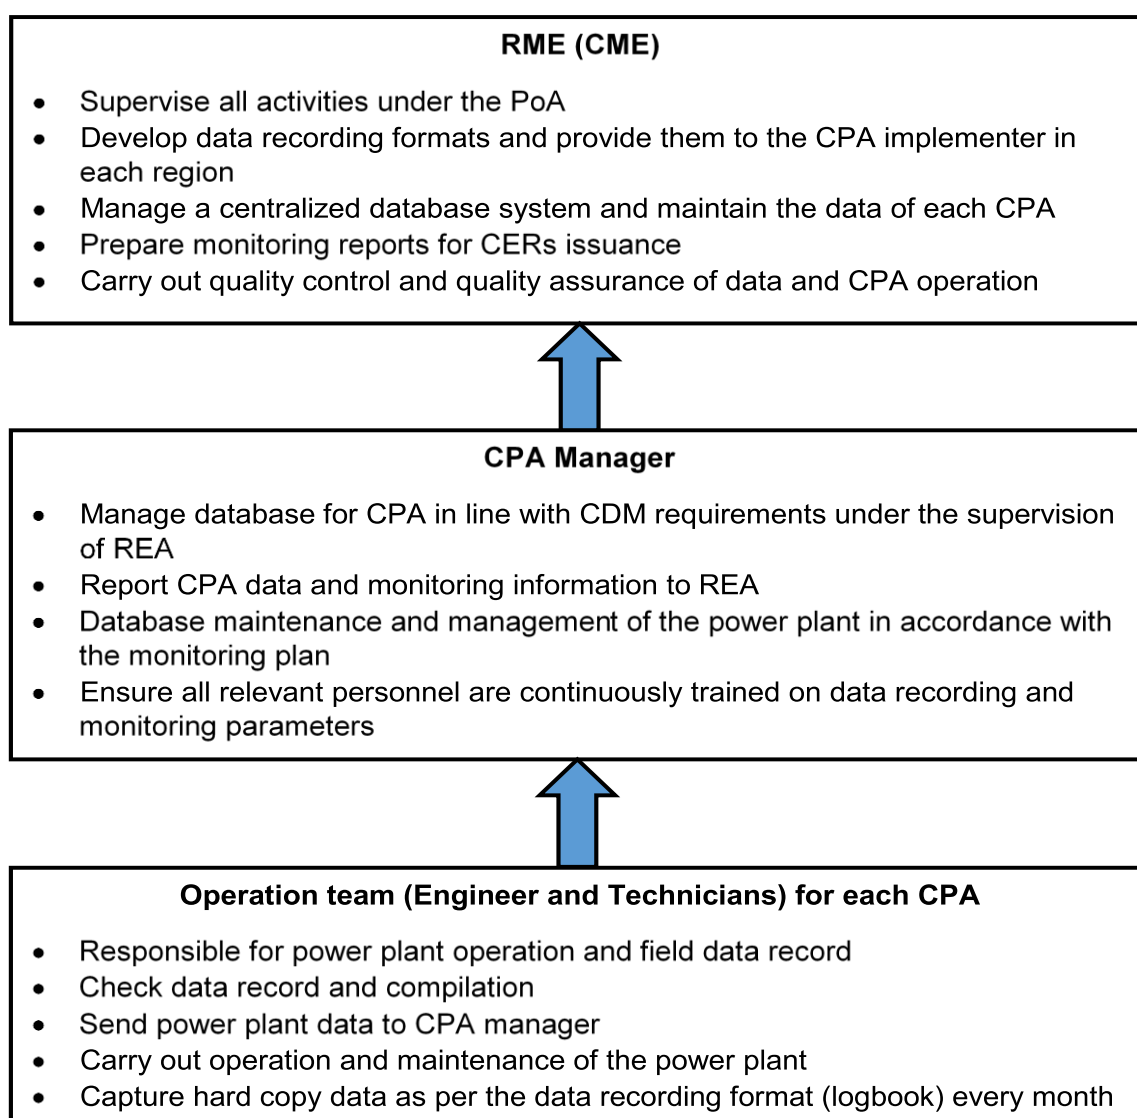 RME (CME)
• Supervise all activities under the PoA
• Develop data recording formats and provide them to the CPA implementer in
each region
• Manage a centralized database system and maintain the data of each CPA
• Prepare monitoring reports for CERs issuance
• Carry out quality control and quality assurance of data and CPA operation
CPA Manager
• Manage database for CPA in line with CDM requirements under the supervision
of REA
• Report CPA data and monitoring information to REA
• Database maintenance and management of the power plant in accordance with
the monitoring plan
• Ensure all relevant personnel are continuously trained on data recording and
monitoring parameters
Operation team (Engineer and Technicians) for each CPA
• Responsible for power plant operation and field data record
• Check data record and compilation
• Send power plant data to CPA manager
• Carry out operation and maintenance of the power plant
• Capture hard copy data as per the data recording format (logbook) every month